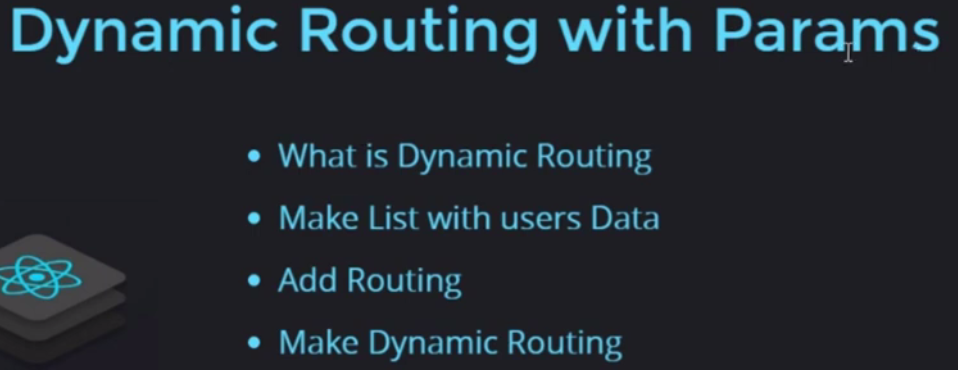 Dynamic Routing with Params
• What is Dynamic Routing
• Make List with users Data
• Add Routing
• Make Dynamic Routing